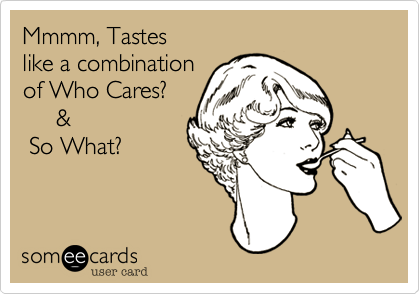 Mmmm, Tastes
like a combination
of Who Cares?
&
So What?
someecards
user card